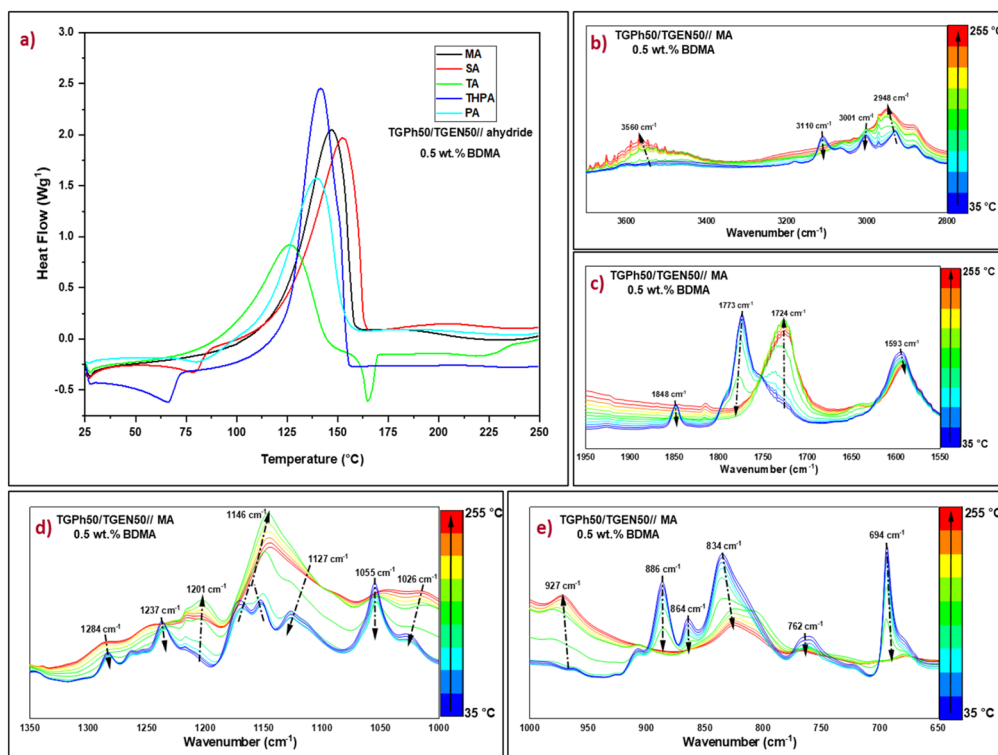 a)
3.0
2.5
2.0
1.5
1.0
0.5
0.0
-0.5
Heat Flow (Wg¹)
MA
SA
TA
THPA
PA
TGPh50/TGEN50// ahydride
0.5 wt.% BDMA
25 50 75 100 125 150 175 200 225 250
Temperature (°C)
b)
TGPh50/TGEN50// MA
0.5 wt.% BDMA
255 °C
35 °C
3560 cm⁻¹
3110 cm⁻¹
3001 cm⁻¹
2948 cm⁻¹
3600 3400 3200 3000 2800
Wavenumber (cm⁻¹)
c)
TGPh50/TGEN50// MA
0.5 wt.% BDMA
255 °C
35 °C
1848 cm⁻¹
1773 cm⁻¹
1724 cm⁻¹
1593 cm⁻¹
1950 1900 1850 1800 1750 1700 1650 1600 1550
Wavenumber (cm⁻¹)
d)
TGPh50/TGEN50// MA
0.5 wt.% BDMA
255 °C
35 °C
1284 cm⁻¹
1237 cm⁻¹
1201 cm⁻¹
1146 cm⁻¹
1127 cm⁻¹
1055 cm⁻¹
1026 cm⁻¹
1350 1300 1250 1200 1150 1100 1050 1000
Wavenumber (cm⁻¹)
e)
TGPh50/TGEN50// MA
0.5 wt.% BDMA
255 °C
35 °C
927 cm⁻¹
886 cm⁻¹
864 cm⁻¹
834 cm⁻¹
762 cm⁻¹
694 cm⁻¹
1000 950 900 850 800 750 700 650
Wavenumber (cm⁻¹)